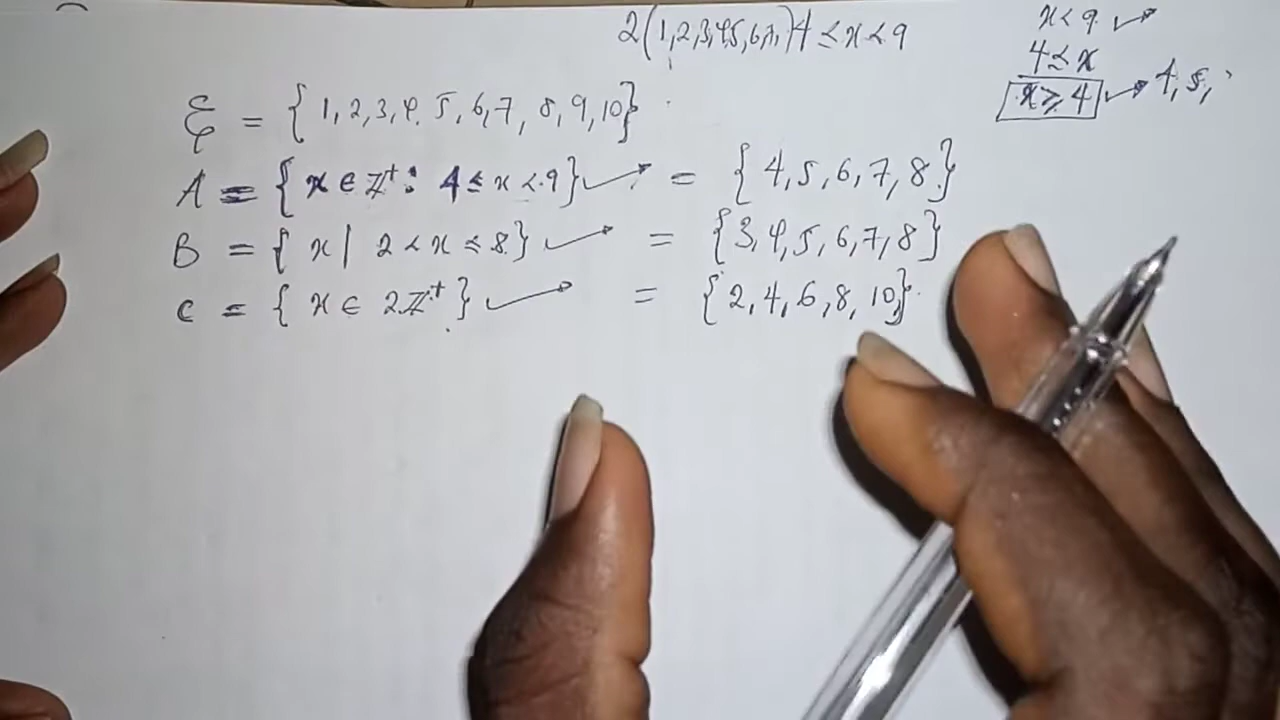 2(1,2,3,4,5,6,7,) 4 ≤ x < 9
x < 9
4 ≤ x
x ≥ 4 4, 5,
ξ = { 1, 2, 3, 4, 5, 6, 7, 8, 9, 10}
A = { x ∈ ℤ⁺ : 4 ≤ x < 9} = { 4, 5, 6, 7, 8 }
B = { x | 2 < x ≤ 8 } = { 3, 4, 5, 6, 7, 8 }
C = { x ∈ 2ℤ⁺ } = { 2, 4, 6, 8, 10}